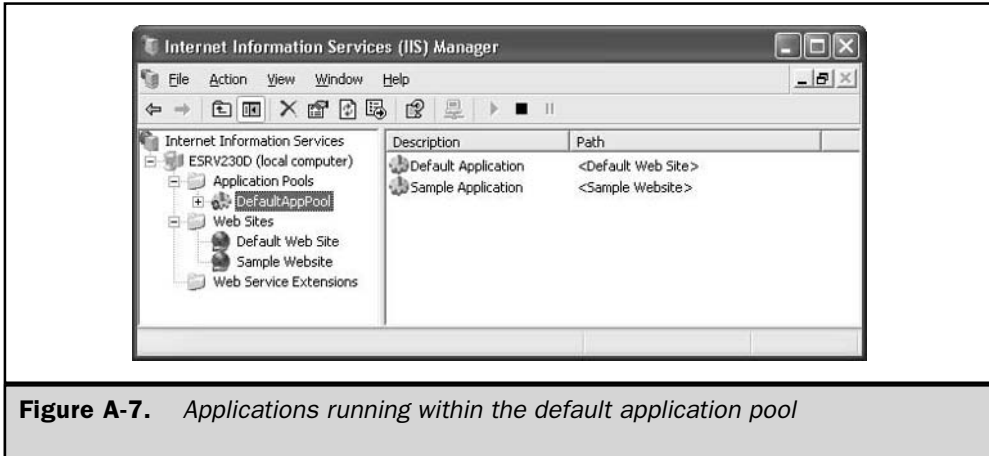 Internet Information Services (IIS) Manager
File Action View Window Help
Internet Information Services
ESRV230D (local computer)
Application Pools
DefaultAppPool
Web Sites
Default Web Site
Sample Website
Web Service Extensions
Description Path
Default Application <Default Web Site>
Sample Application <Sample Website>
Figure A-7. Applications running within the default application pool